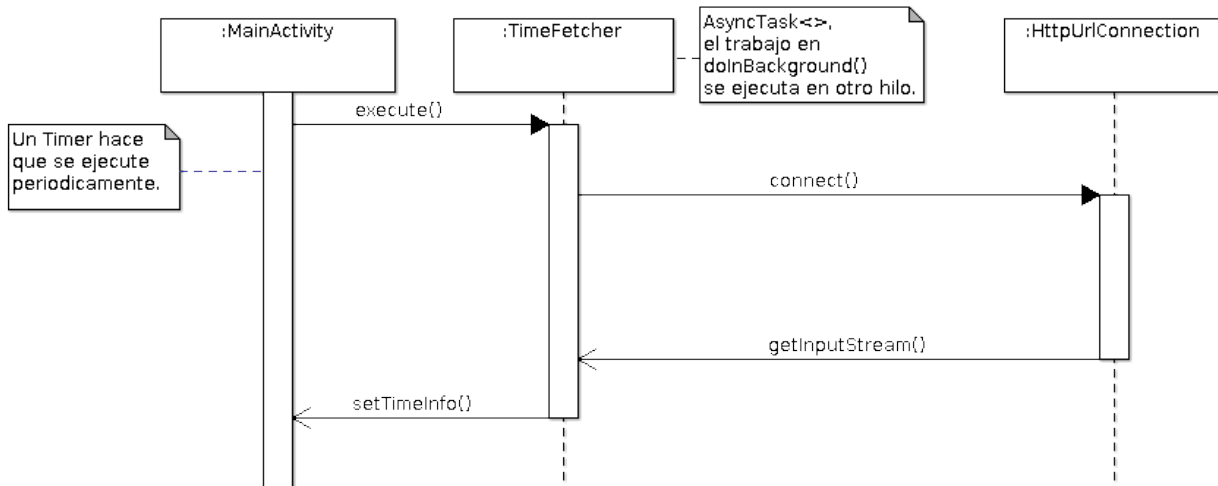 :MainActivity
:TimeFetcher
AsyncTask<>,
el trabajo en
doInBackground()
se ejecuta en otro hilo.
:HttpUrlConnection
execute()
Un Timer hace
que se ejecute
periodicamente.
connect()
getInputStream()
setTimeInfo()